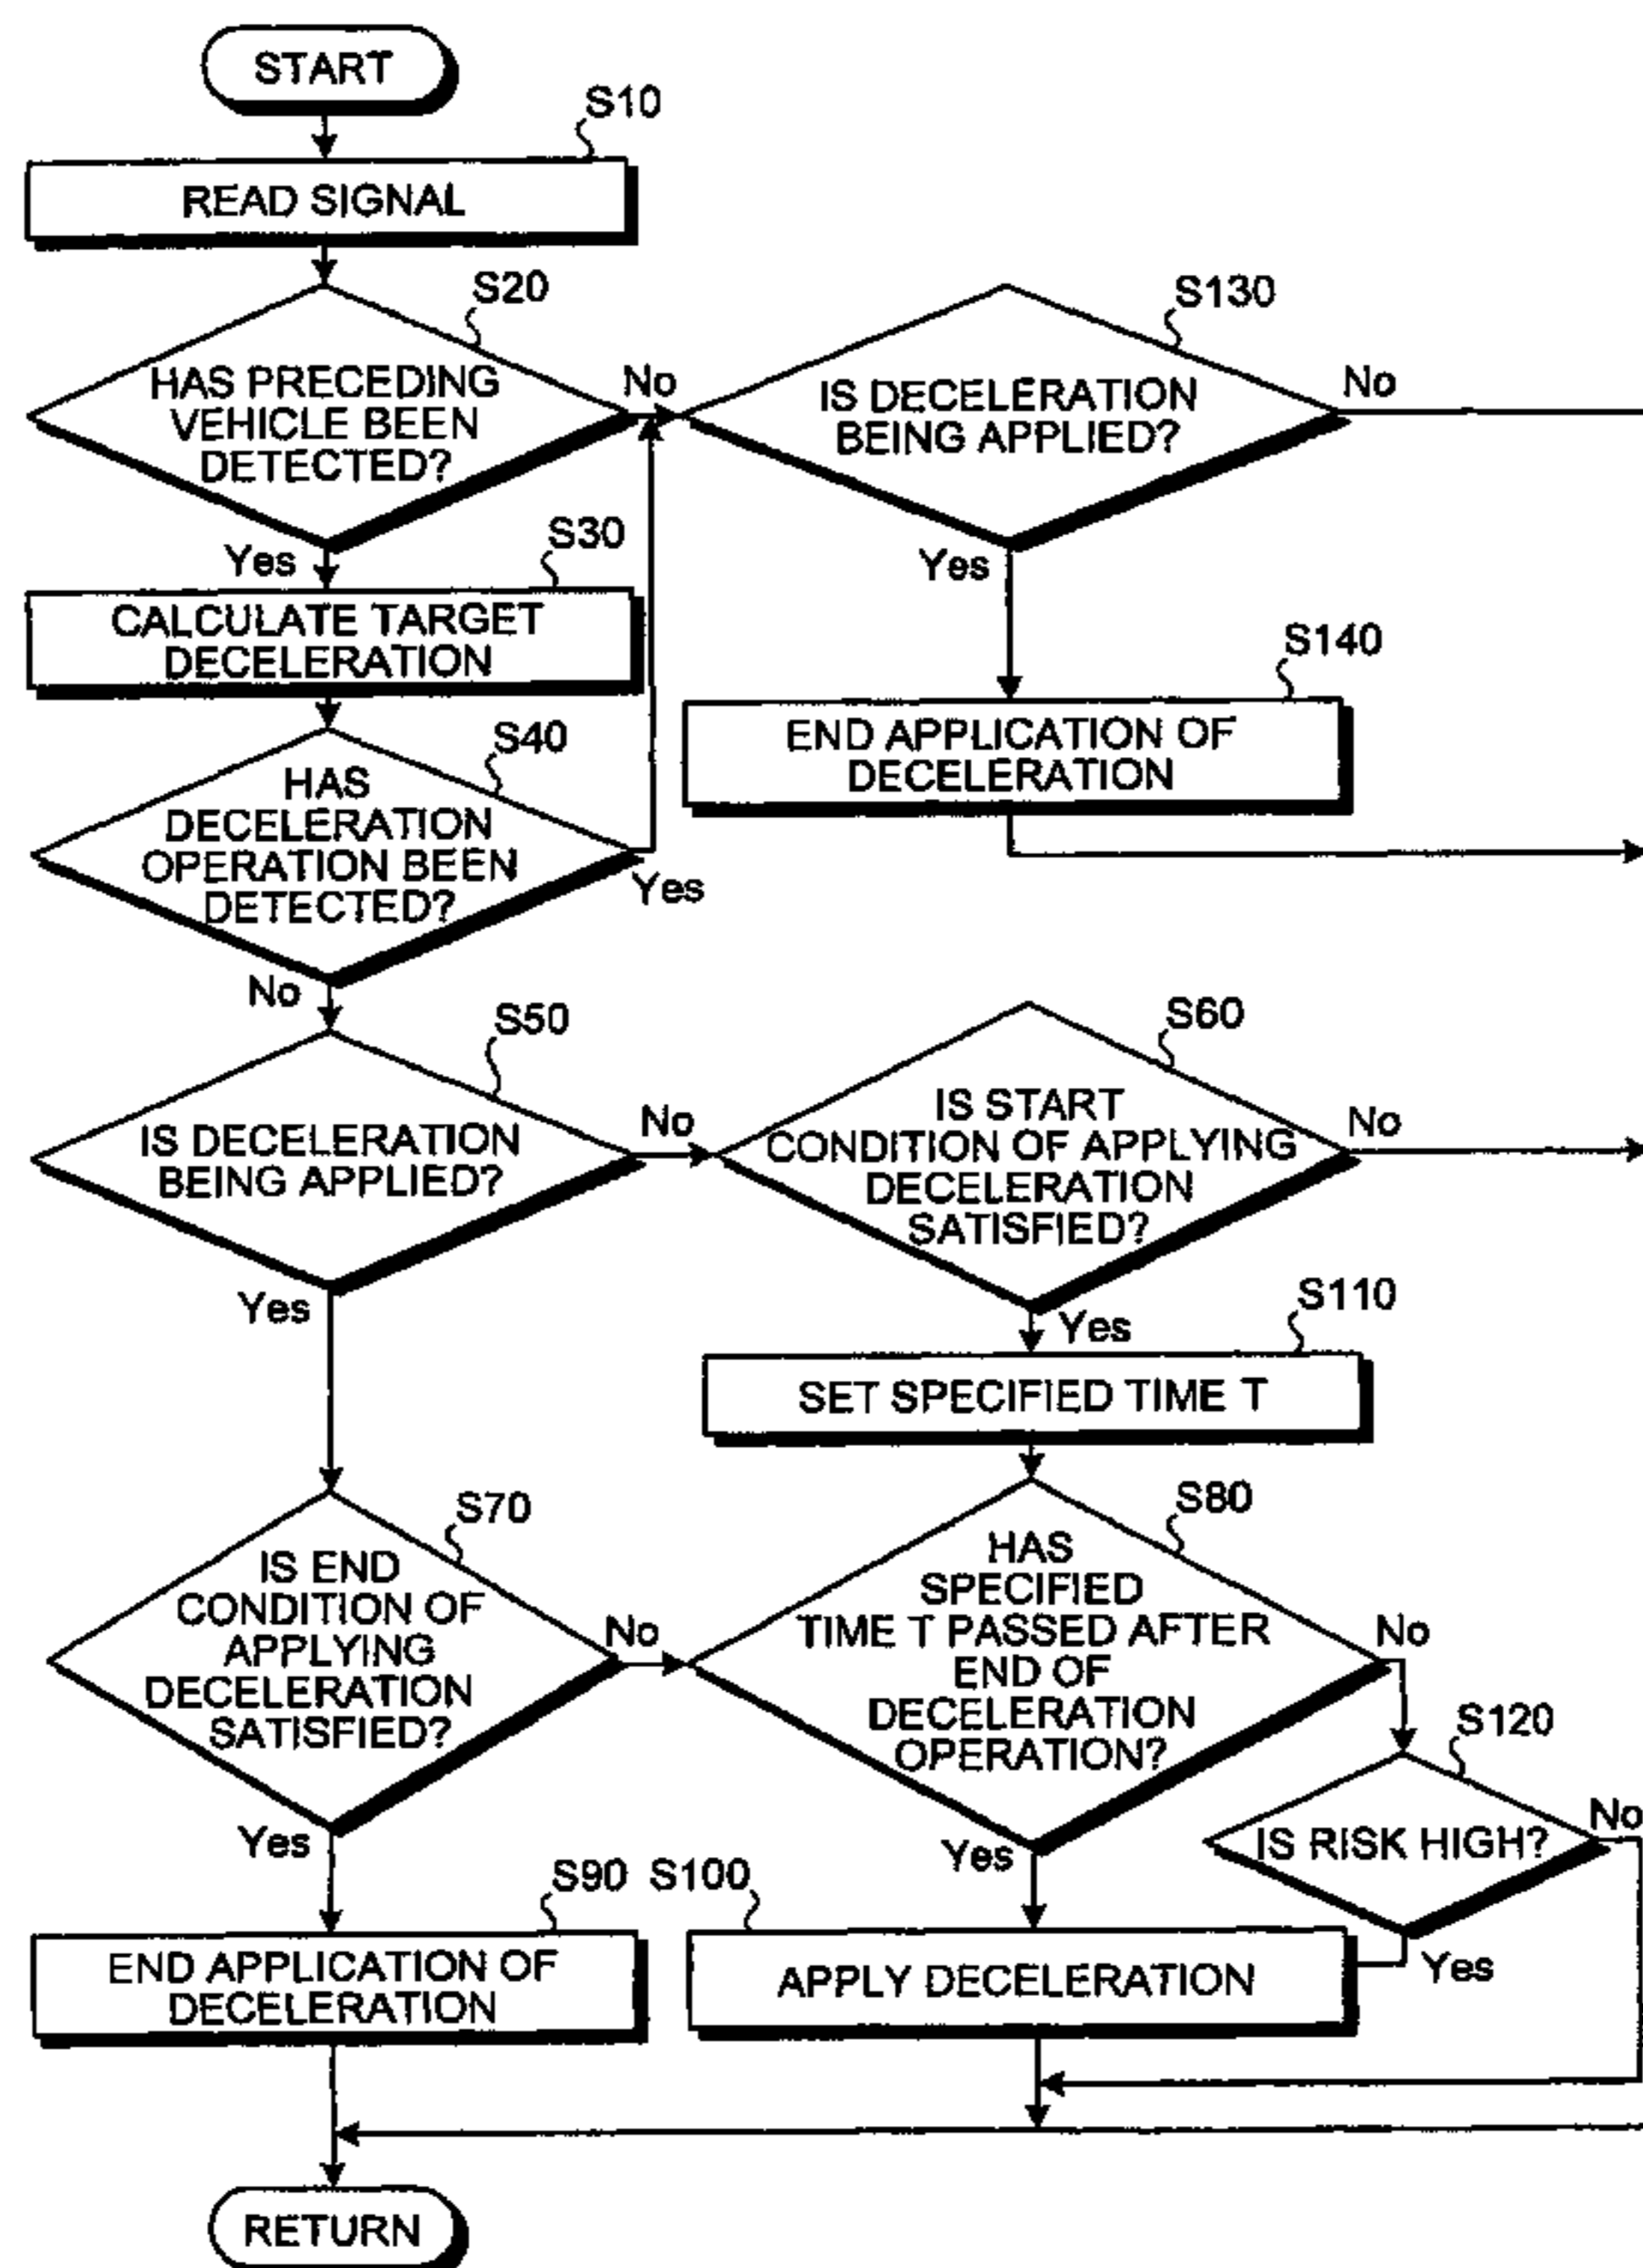 START
S10
READ SIGNAL
S20
HAS PRECEDING
VEHICLE BEEN
DETECTED?
No
S130
IS DECELERATION
BEING APPLIED?
No
Yes
S30
CALCULATE TARGET
DECELERATION
Yes
S140
END APPLICATION OF
DECELERATION
S40
HAS
DECELERATION
OPERATION BEEN
DETECTED?
Yes
No
S50
IS DECELERATION
BEING APPLIED?
No
S60
IS START
CONDITION OF APPLYING
DECELERATION
SATISFIED?
No
Yes
Yes
S110
SET SPECIFIED TIME T
S70
IS END
CONDITION OF
APPLYING
DECELERATION
SATISFIED?
No
S80
HAS
SPECIFIED
TIME T PASSED AFTER
END OF
DECELERATION
OPERATION?
No
S120
IS RISK HIGH?
No
Yes
Yes
Yes
S90
END APPLICATION OF
DECELERATION
S100
APPLY DECELERATION
RETURN